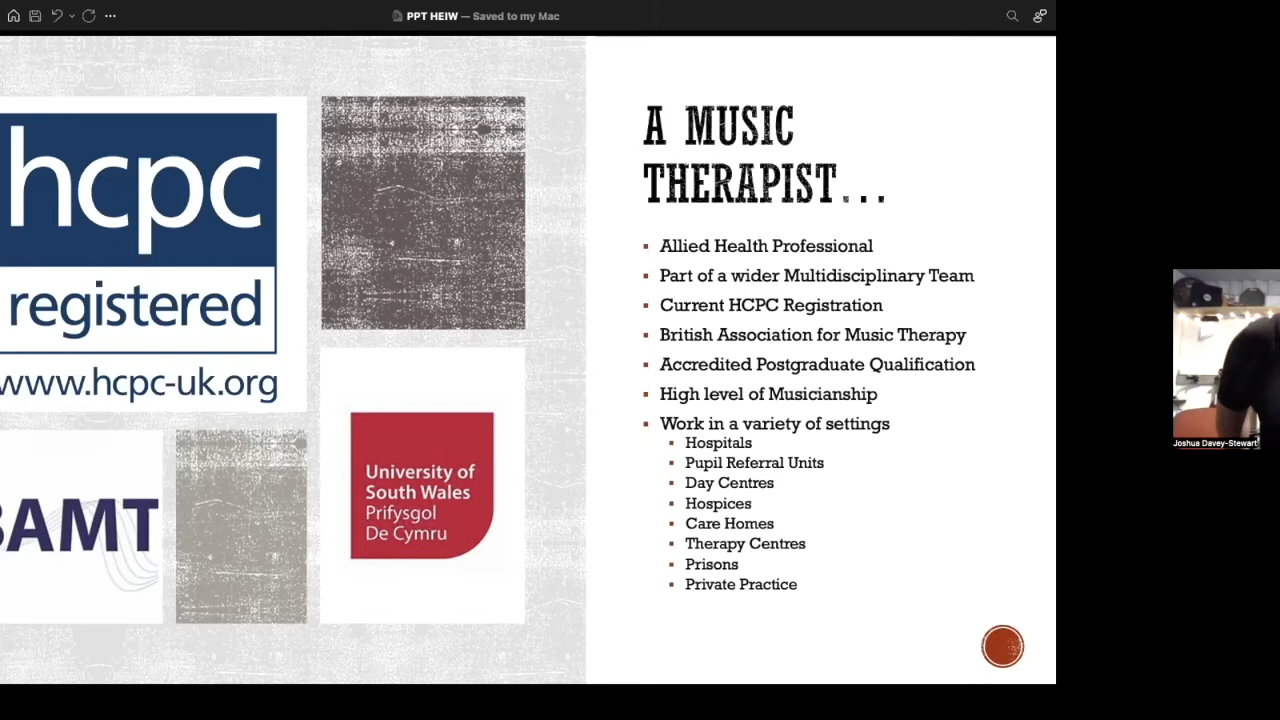 PPT HEIW — Saved to my Mac
hcpc
registered
www.hcpc-uk.org
BAMT
University of
South Wales
Prifysgol
De Cymru
A MUSIC
THERAPIST...
Allied Health Professional
Part of a wider Multidisciplinary Team
Current HCPC Registration
British Association for Music Therapy
Accredited Postgraduate Qualification
High level of Musicianship
Work in a variety of settings
Hospitals
Pupil Referral Units
Day Centres
Hospices
Care Homes
Therapy Centres
Prisons
Private Practice
Joshua Davey-Stewart